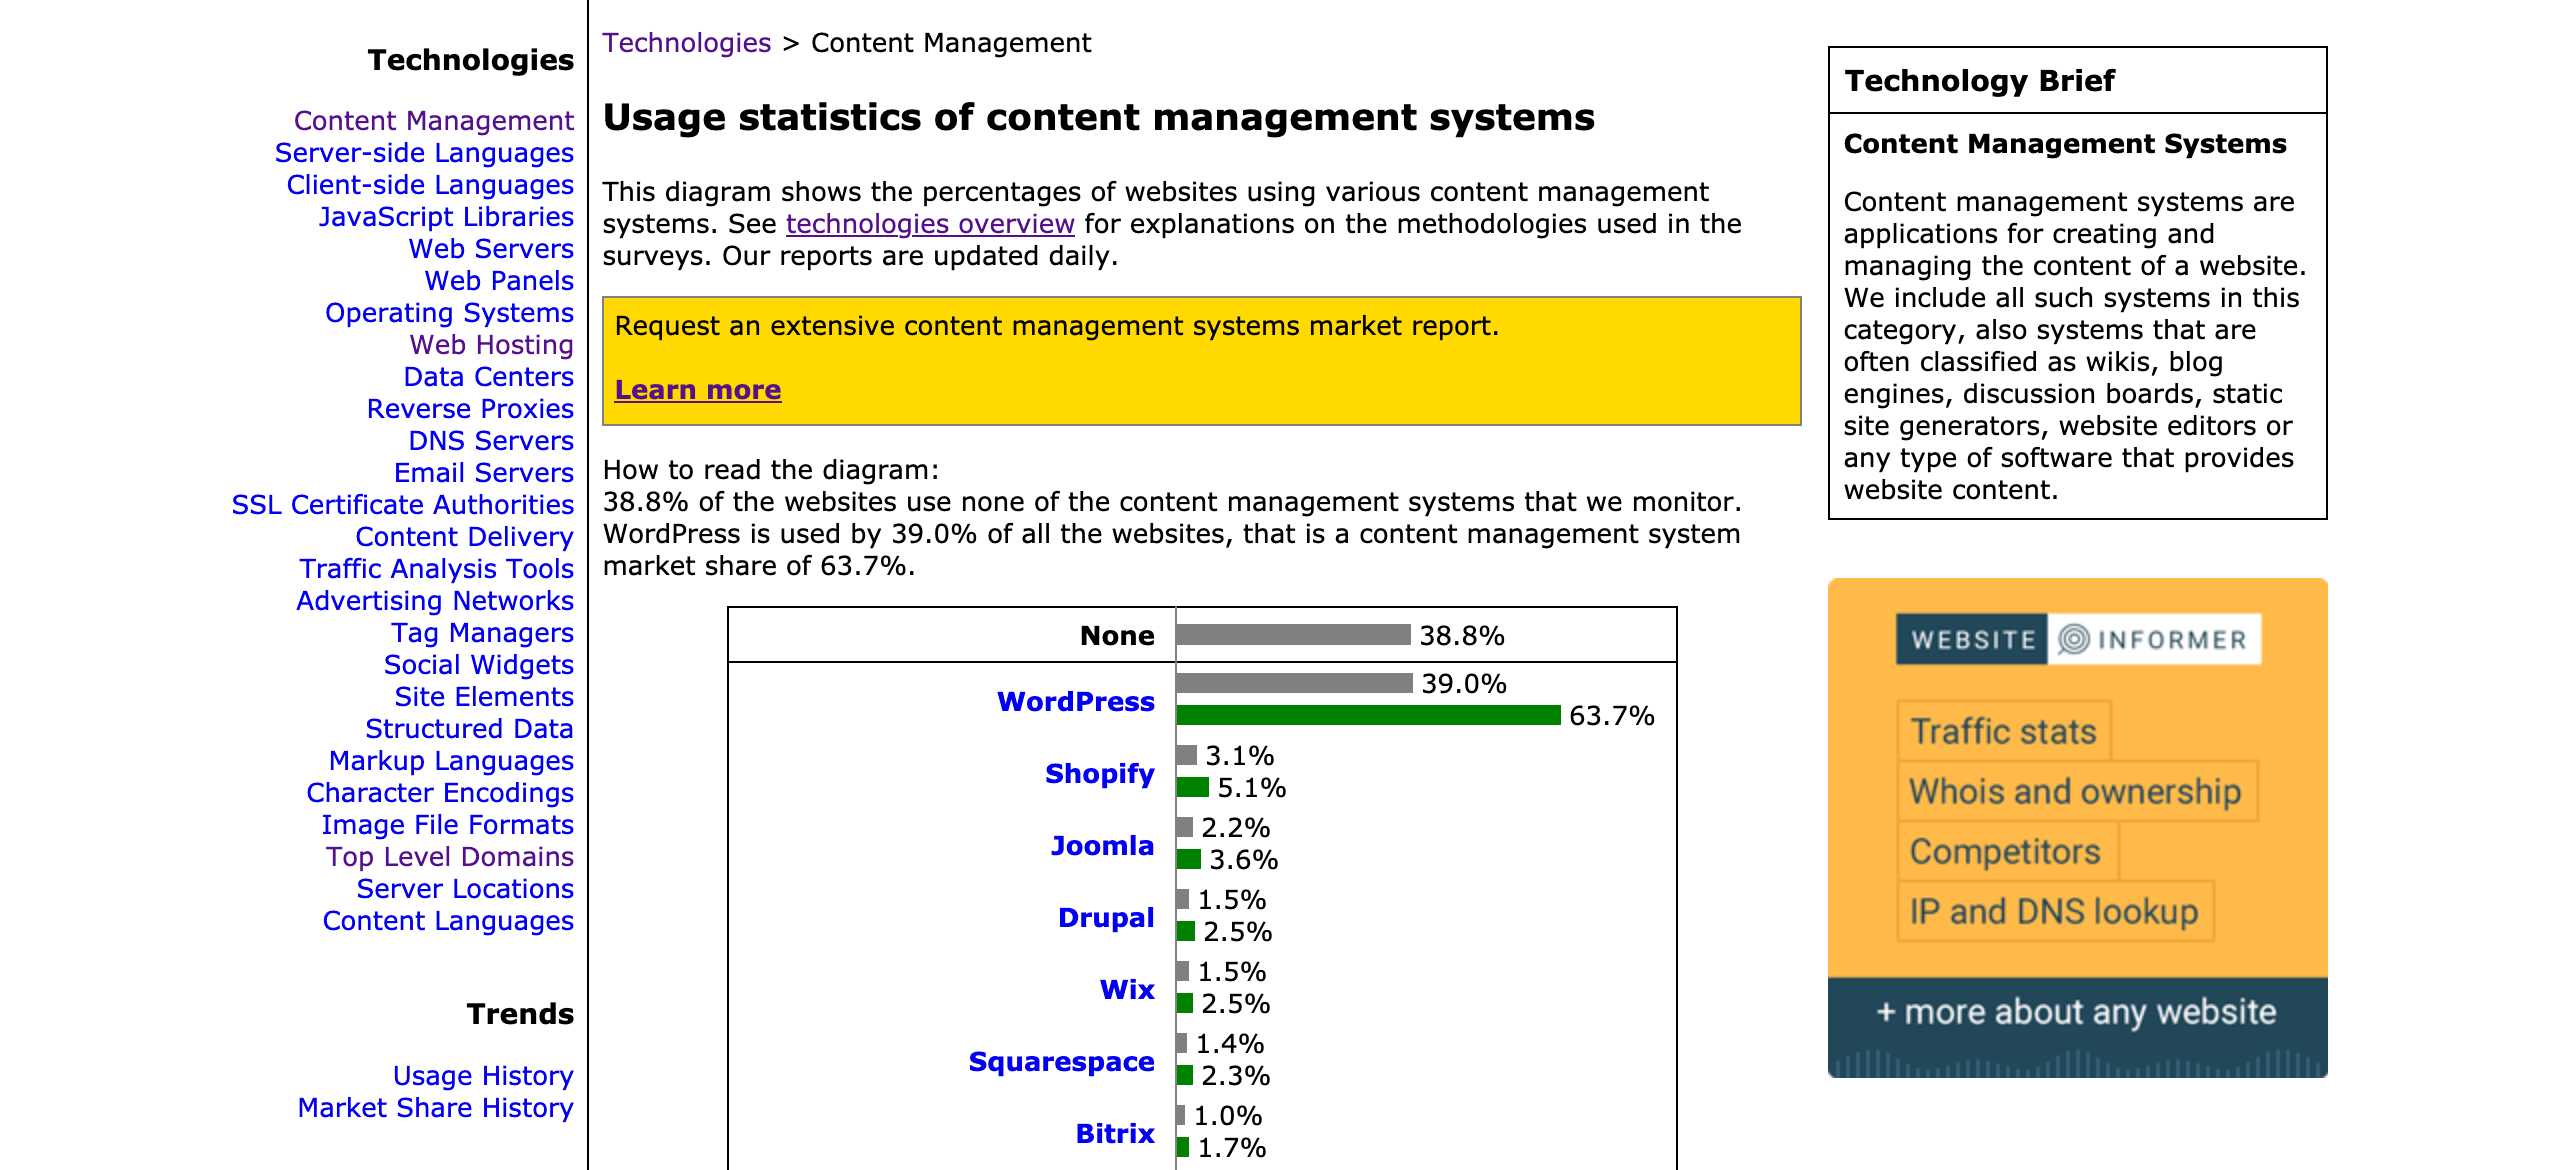 Technologies
Content Management
Server-side Languages
Client-side Languages
JavaScript Libraries
Web Servers
Web Panels
Operating Systems
Web Hosting
Data Centers
Reverse Proxies
DNS Servers
Email Servers
SSL Certificate Authorities
Content Delivery
Traffic Analysis Tools
Advertising Networks
Tag Managers
Social Widgets
Site Elements
Structured Data
Markup Languages
Character Encodings
Image File Formats
Top Level Domains
Server Locations
Content Languages
Trends
Usage History
Market Share History
Technologies > Content Management
Usage statistics of content management systems
This diagram shows the percentages of websites using various content management
systems. See technologies overview for explanations on the methodologies used in the
surveys. Our reports are updated daily.
Request an extensive content management systems market report.
Learn more
How to read the diagram:
38.8% of the websites use none of the content management systems that we monitor.
WordPress is used by 39.0% of all the websites, that is a content management system
market share of 63.7%.
None 38.8%
WordPress 39.0%
63.7%
Shopify 3.1%
5.1%
Joomla 2.2%
3.6%
Drupal 1.5%
2.5%
Wix 1.5%
2.5%
Squarespace 1.4%
2.3%
Bitrix 1.0%
1.7%
Technology Brief
Content Management Systems
Content management systems are
applications for creating and
managing the content of a website.
We include all such systems in this
category, also systems that are
often classified as wikis, blog
engines, discussion boards, static
site generators, website editors or
any type of software that provides
website content.
WEBSITE INFORMER
Traffic stats
Whois and ownership
Competitors
IP and DNS lookup
+ more about any website